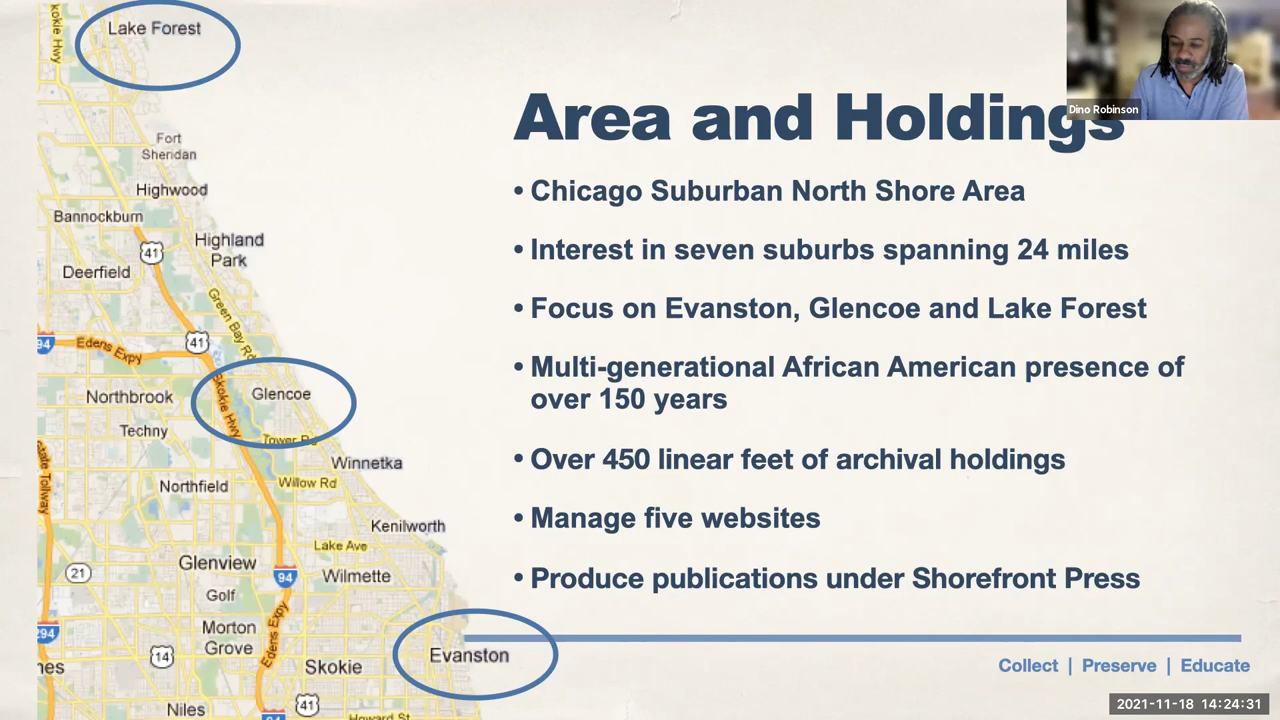 Lake Forest
Dino Robinson
Area and Holdings
• Chicago Suburban North Shore Area
• Interest in seven suburbs spanning 24 miles
• Focus on Evanston, Glencoe and Lake Forest
• Multi-generational African American presence of
over 150 years
• Over 450 linear feet of archival holdings
• Manage five websites
• Produce publications under Shorefront Press
Collect | Preserve | Educate
2021-11-18 14:24:31
Fort
Sheridan
Highwood
Bannockburn
41
Highland
Park
Deerfield
Green Bay Rd
41
94
Edens Expy
Skokie Hwy
Glencoe
Northbrook
Techny
Tower Rd
Winnetka
Willow Rd
Northfield
Kenilworth
Lake Ave
Glenview
Wilmette
21
94
Golf
Morton
Grove
Edens Expy
294
14
Skokie
Evanston
41
Niles
94
Howard St